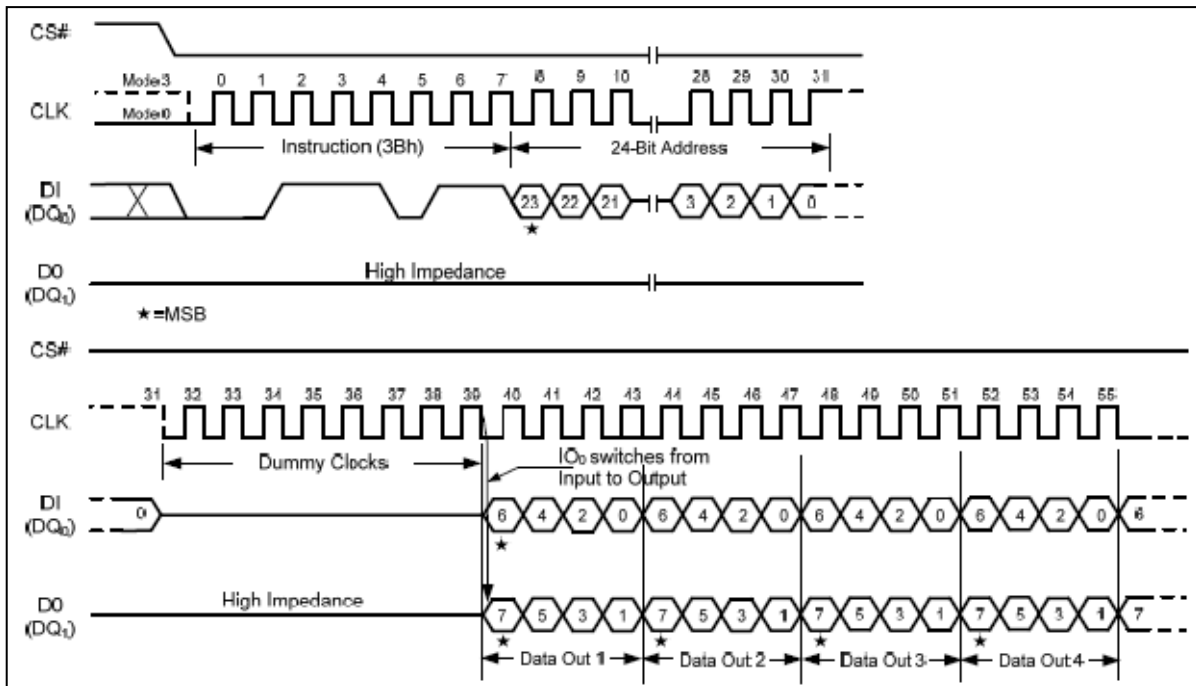 CS#
Mode 3 0 1 2 3 4 5 6 7 8 9 10 28 29 30 31
CLK Mode 0
Instruction (3Bh) 24-Bit Address
DI
(DQ0) 23 22 21 3 2 1 0
★
DO
(DQ1) High Impedance
★=MSB
CS#
31 32 33 34 35 36 37 38 39 40 41 42 43 44 45 46 47 48 49 50 51 52 53 54 55
CLK
Dummy Clocks
IO0 switches from
Input to Output
DI
(DQ0) 0 6 4 2 0 6 4 2 0 6 4 2 0 6 4 2 0 6
★
DO
(DQ1) High Impedance 7 5 3 1 7 5 3 1 7 5 3 1 7 5 3 1 7
★ ★ ★ ★
Data Out 1 Data Out 2 Data Out 3 Data Out 4